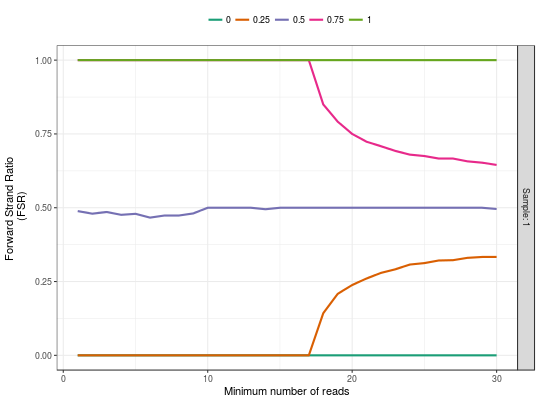 0 0.25 0.5 0.75 1
1.00
0.75
0.50
0.25
0.00
Forward Strand Ratio
(FSR)
Sample: 1
0 10 20 30
Minimum number of reads